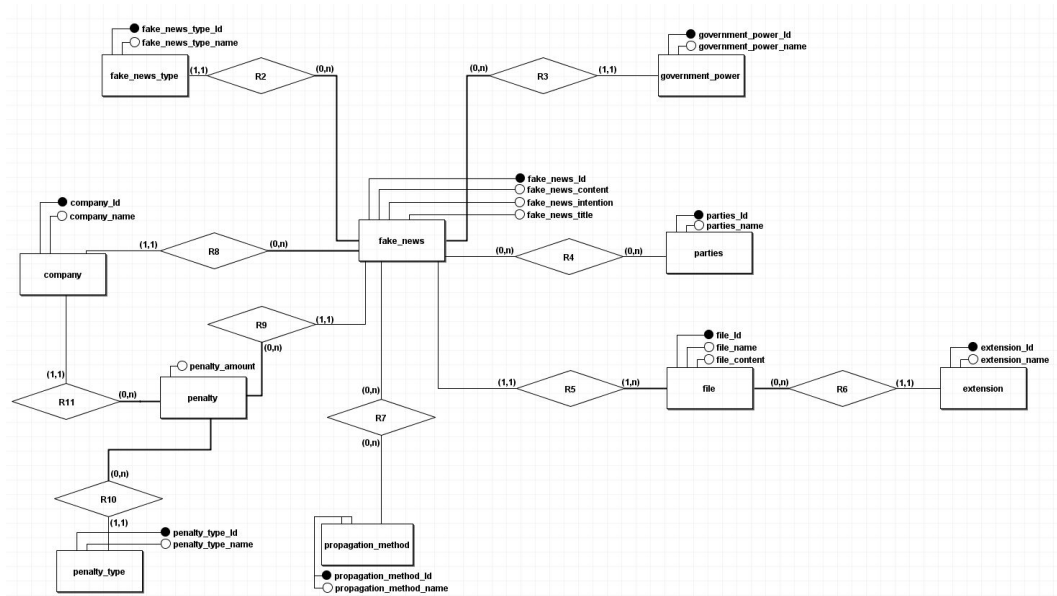 fake_news_type_Id
fake_news_type_name
fake_news_type
(1,1)
R2
(0,n)
(0,n)
R3
(1,1)
government_power_Id
government_power_name
government_power
fake_news_Id
fake_news_content
fake_news_intention
fake_news_title
fake_news
company_Id
company_name
company
(1,1)
R8
(0,n)
(0,n)
R4
(0,n)
parties_Id
parties_name
parties
R9
(1,1)
(0,n)
penalty_amount
penalty
(1,1)
R11
(0,n)
(0,n)
R7
(0,n)
(1,1)
R5
(1,n)
file_Id
file_name
file_content
file
(0,n)
R6
(1,1)
extension_Id
extension_name
extension
(0,n)
R10
(1,1)
penalty_type_Id
penalty_type_name
penalty_type
propagation_method
propagation_method_Id
propagation_method_name